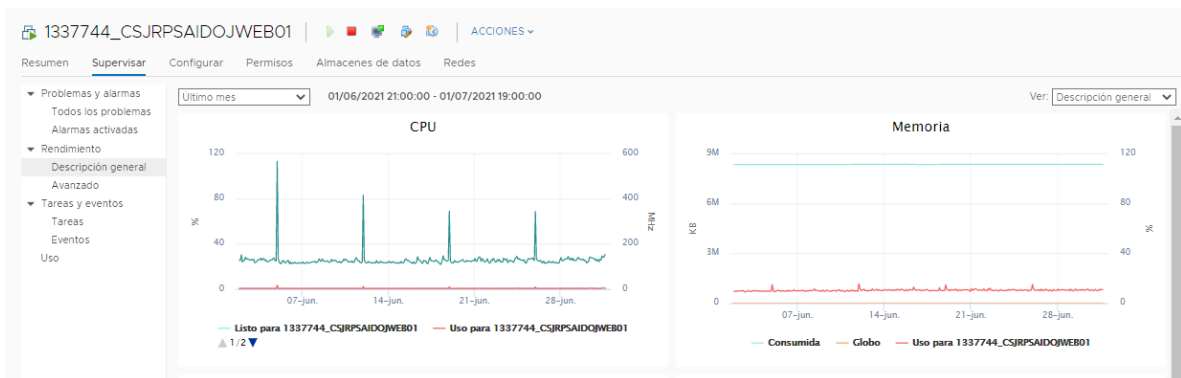 1337744_CSJRPSAIDOJWEB01 ACCIONES
Resumen Supervisar Configurar Permisos Almacenes de datos Redes
Problemas y alarmas
Todos los problemas
Alarmas activadas
Rendimiento
Descripción general
Avanzado
Tareas y eventos
Tareas
Eventos
Uso
Último mes 01/06/2021 21:00:00 - 01/07/2021 19:00:00 Ver: Descripción general
CPU
120 600
80 400
% MHz
40 200
0 0
07-jun. 14-jun. 21-jun. 28-jun.
Listo para 1337744_CSJRPSAIDOJWEB01 Uso para 1337744_CSJRPSAIDOJWEB01
1/2
Memoria
9M 120
6M 80
KB %
3M 40
0 0
07-jun. 14-jun. 21-jun. 28-jun.
Consumida Globo Uso para 1337744_CSJRPSAIDOJWEB01